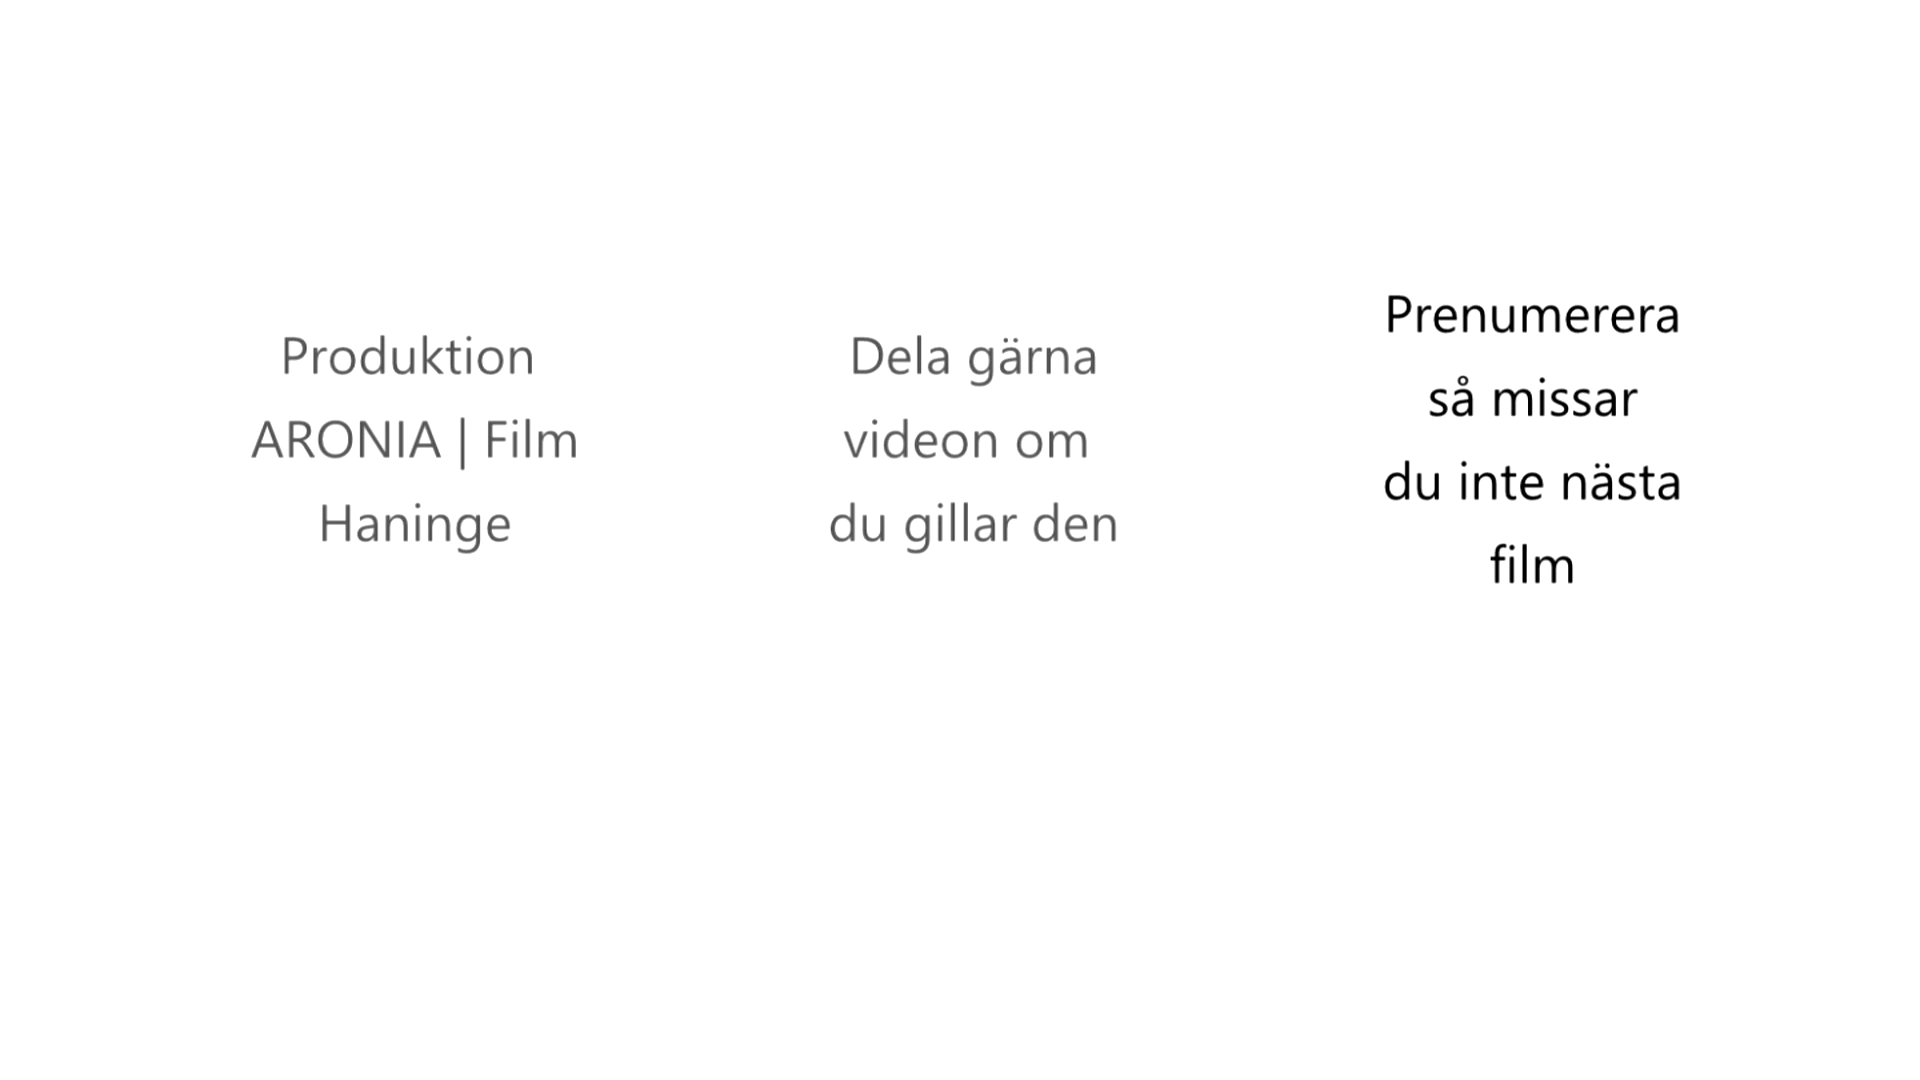 Produktion
ARONIA | Film
Haninge
Dela gärna
videon om
du gillar den
Prenumerera
så missar
du inte nästa
film